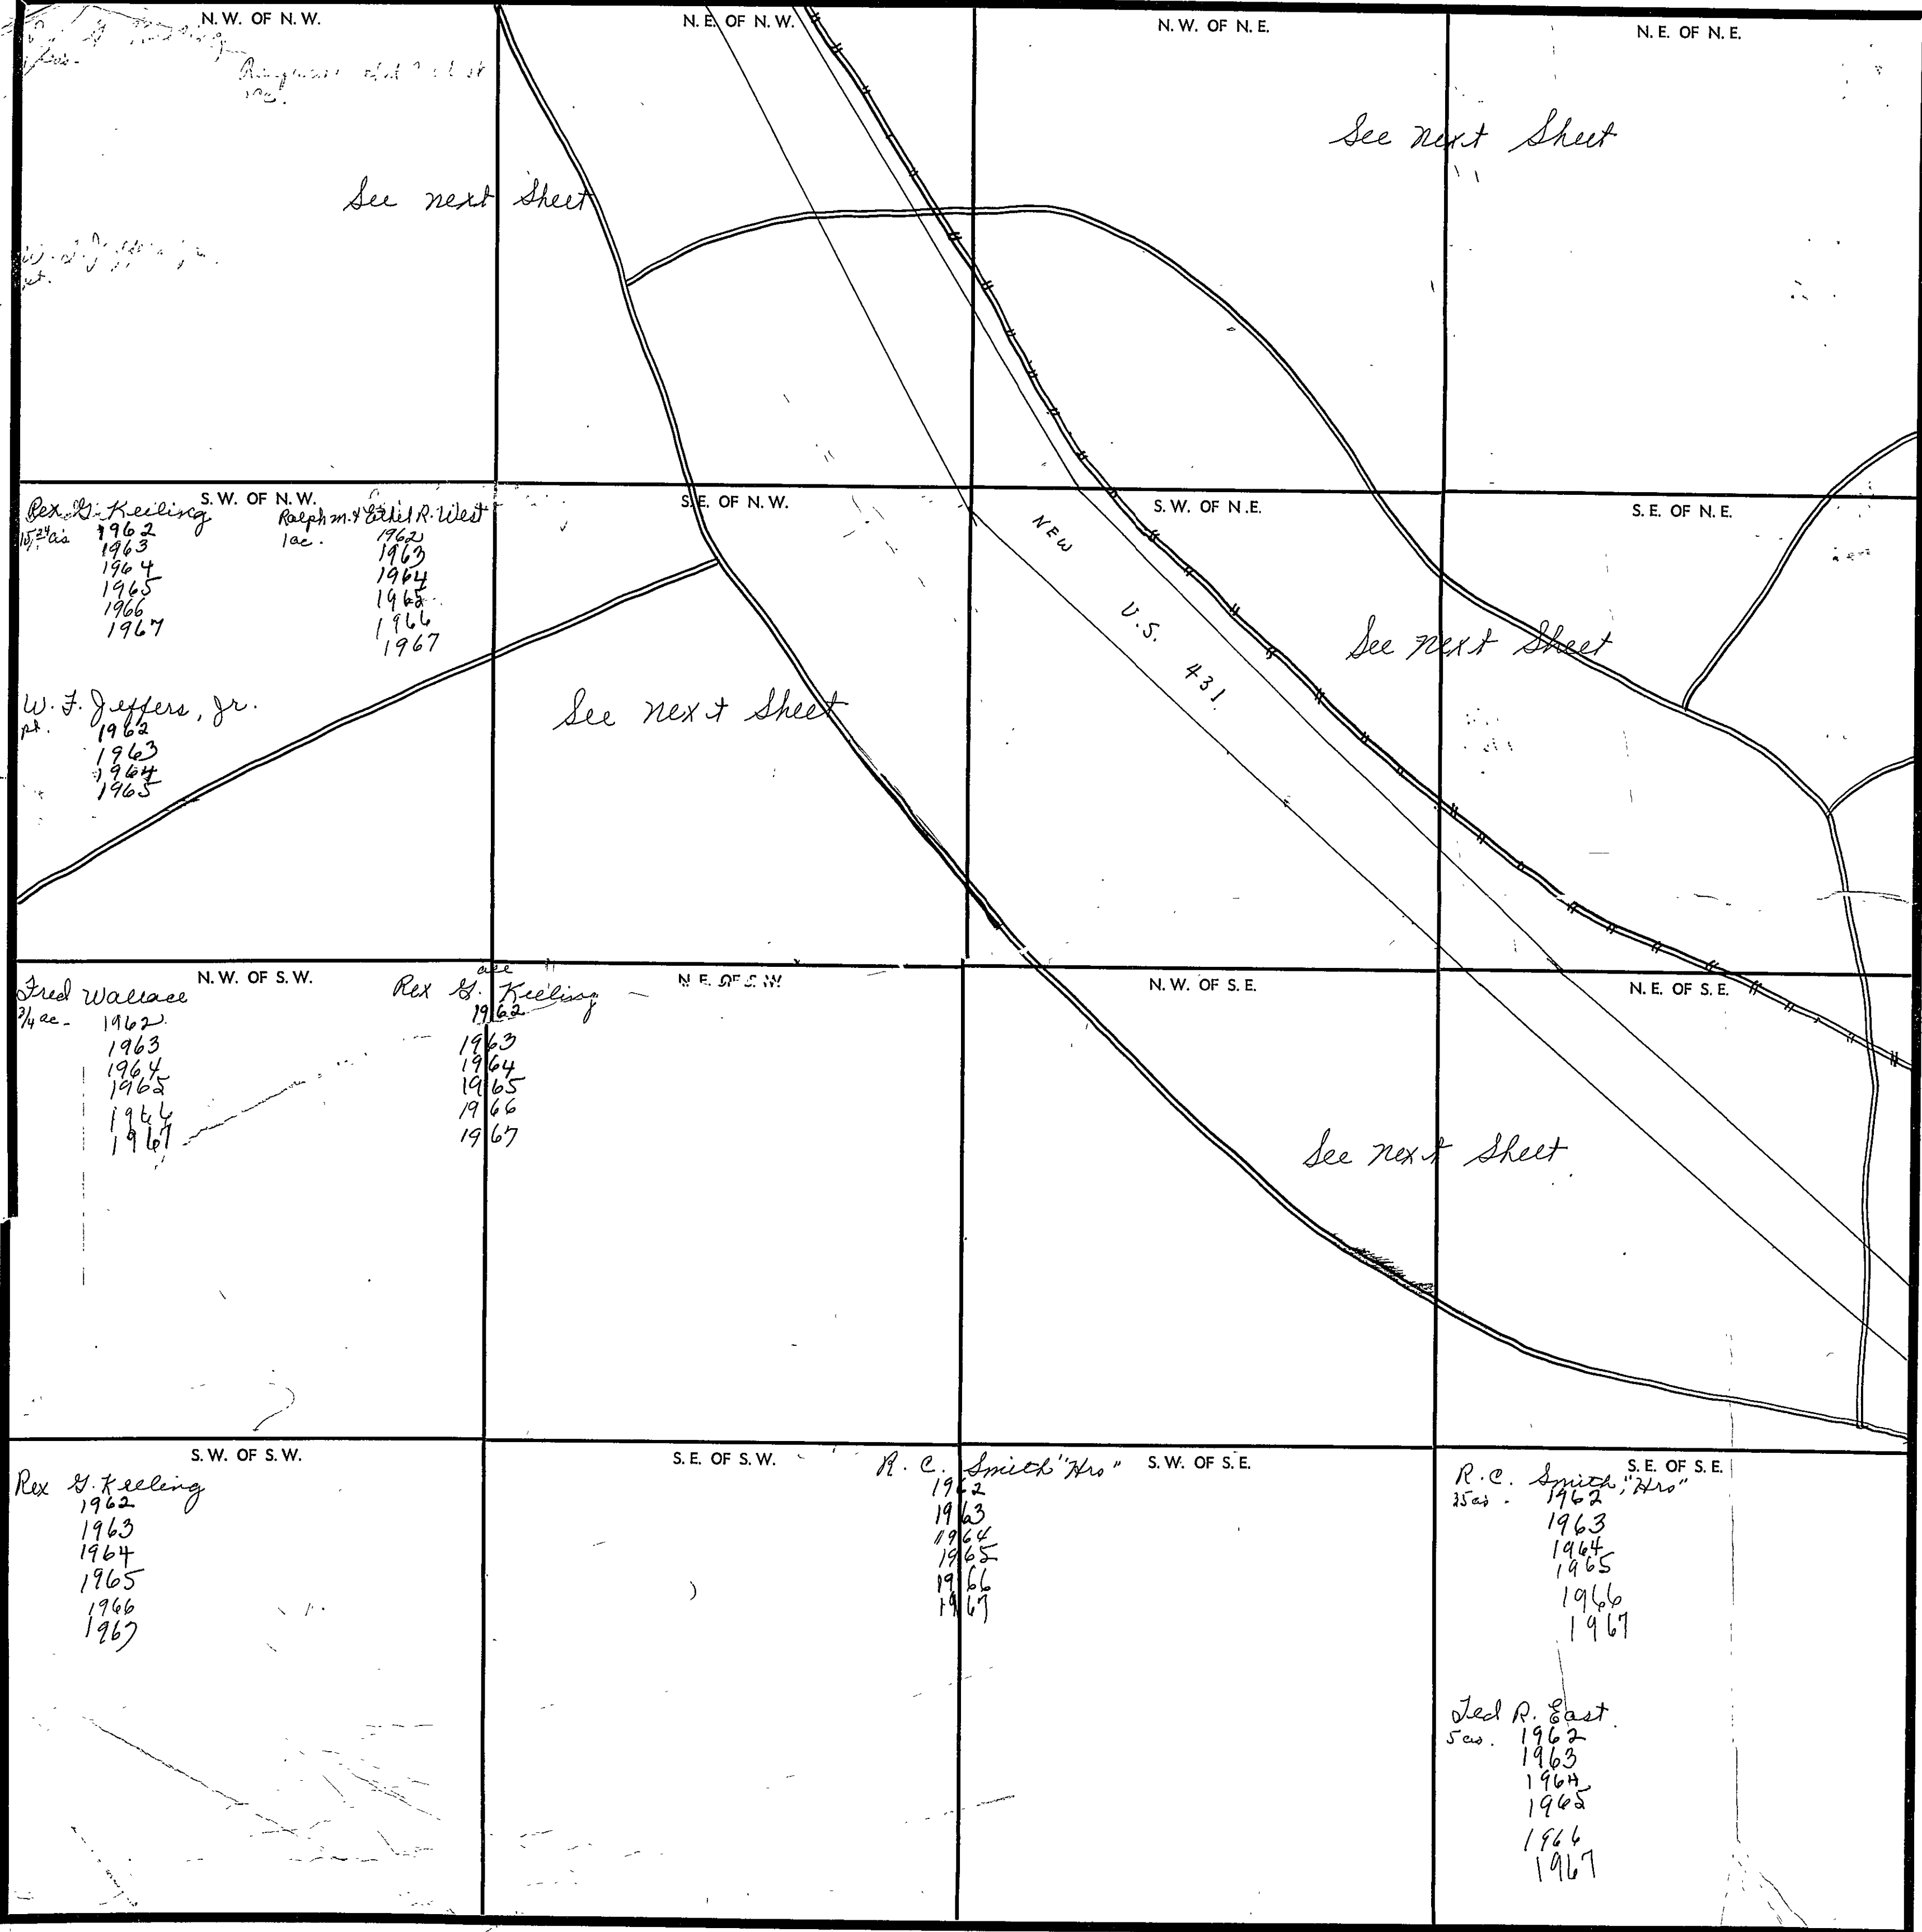 N.W. OF N.W.
N.E. OF N.W.
N.W. OF N.E.
N.E. OF N.E.
See next Sheet
See next Sheet
S.W. OF N.W.
Rex G. Keeling
1962
1963
1964
1965
1966
1967
Ralph M. & Ethel R. West
1 ac.
1962
1963
1964
1965
1966
1967
W. F. Jeffers, Jr.
pt.
1962
1963
1964
1965
S.E. OF N.W.
See next Sheet
S.W. OF N.E.
NEW
U.S.
431
S.E. OF N.E.
See next Sheet
N.W. OF S.W.
Fred Wallace
3/4 ac.
1962
1963
1964
1965
1966
1967
Rex G. Keeling
1962
1963
1964
1965
1966
1967
N.E. OF S.W.
N.W. OF S.E.
N.E. OF S.E.
See next Sheet
S.W. OF S.W.
Rex G. Keeling
1962
1963
1964
1965
1966
1967
S.E. OF S.W.
R. C. Smith "Hrs"
1962
1963
1964
1965
1966
1967
S.W. OF S.E.
S.E. OF S.E.
R.C. Smith, "Hrs"
35 as.
1962
1963
1964
1965
1966
1967
Ted R. East
5 as.
1962
1963
1964
1965
1966
1967